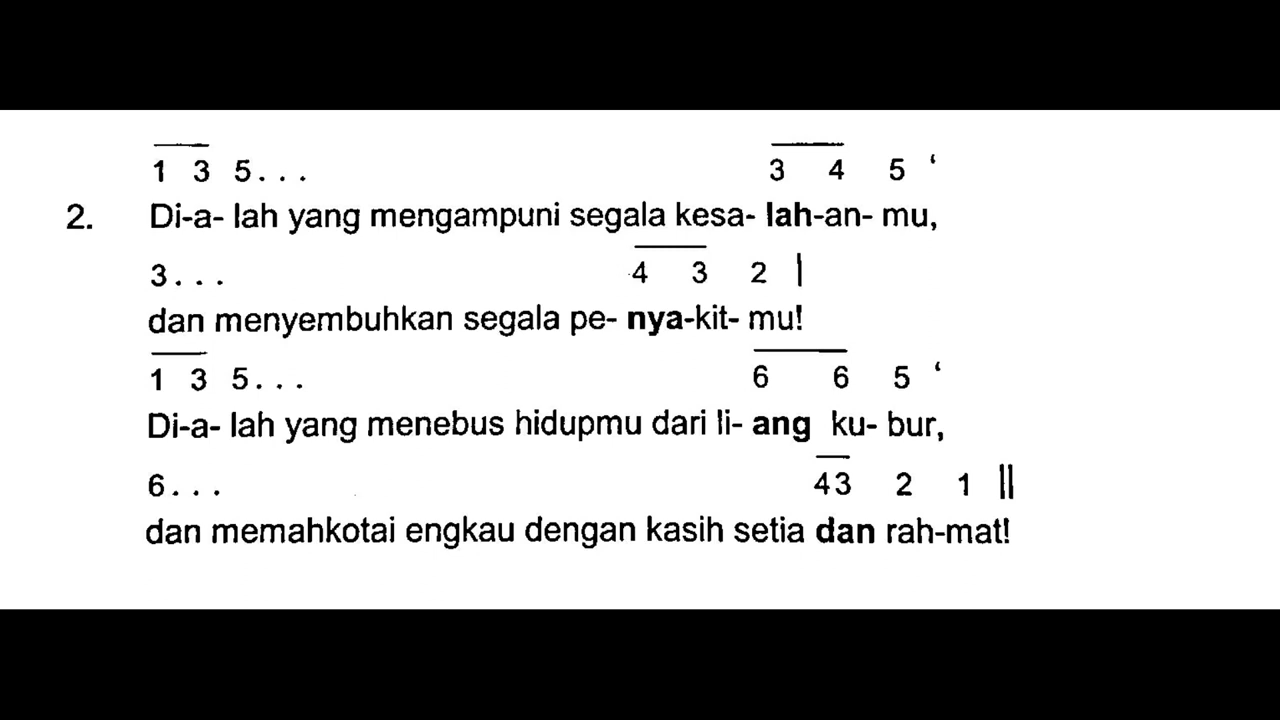 1 3 5... 3 4 5 ‘
2. Di-a- lah yang mengampuni segala kesa- lah-an- mu,
3... 4 3 2 |
dan menyembuhkan segala pe- nya-kit- mu!
1 3 5... 6 6 5 ‘
Di-a- lah yang menebus hidupmu dari li- ang ku- bur,
6... 43 2 1 ||
dan memahkotai engkau dengan kasih setia dan rah-mat!